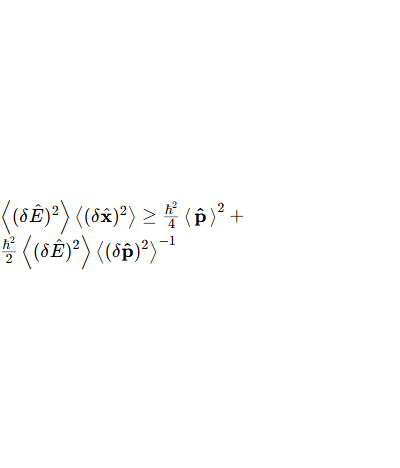 ⟨(δÊ)²⟩ ⟨(δx̂)²⟩ ≥ ℏ²/4 ⟨ p̂ ⟩² +
ℏ²/2 ⟨(δÊ)²⟩ ⟨(δp̂)²⟩⁻¹